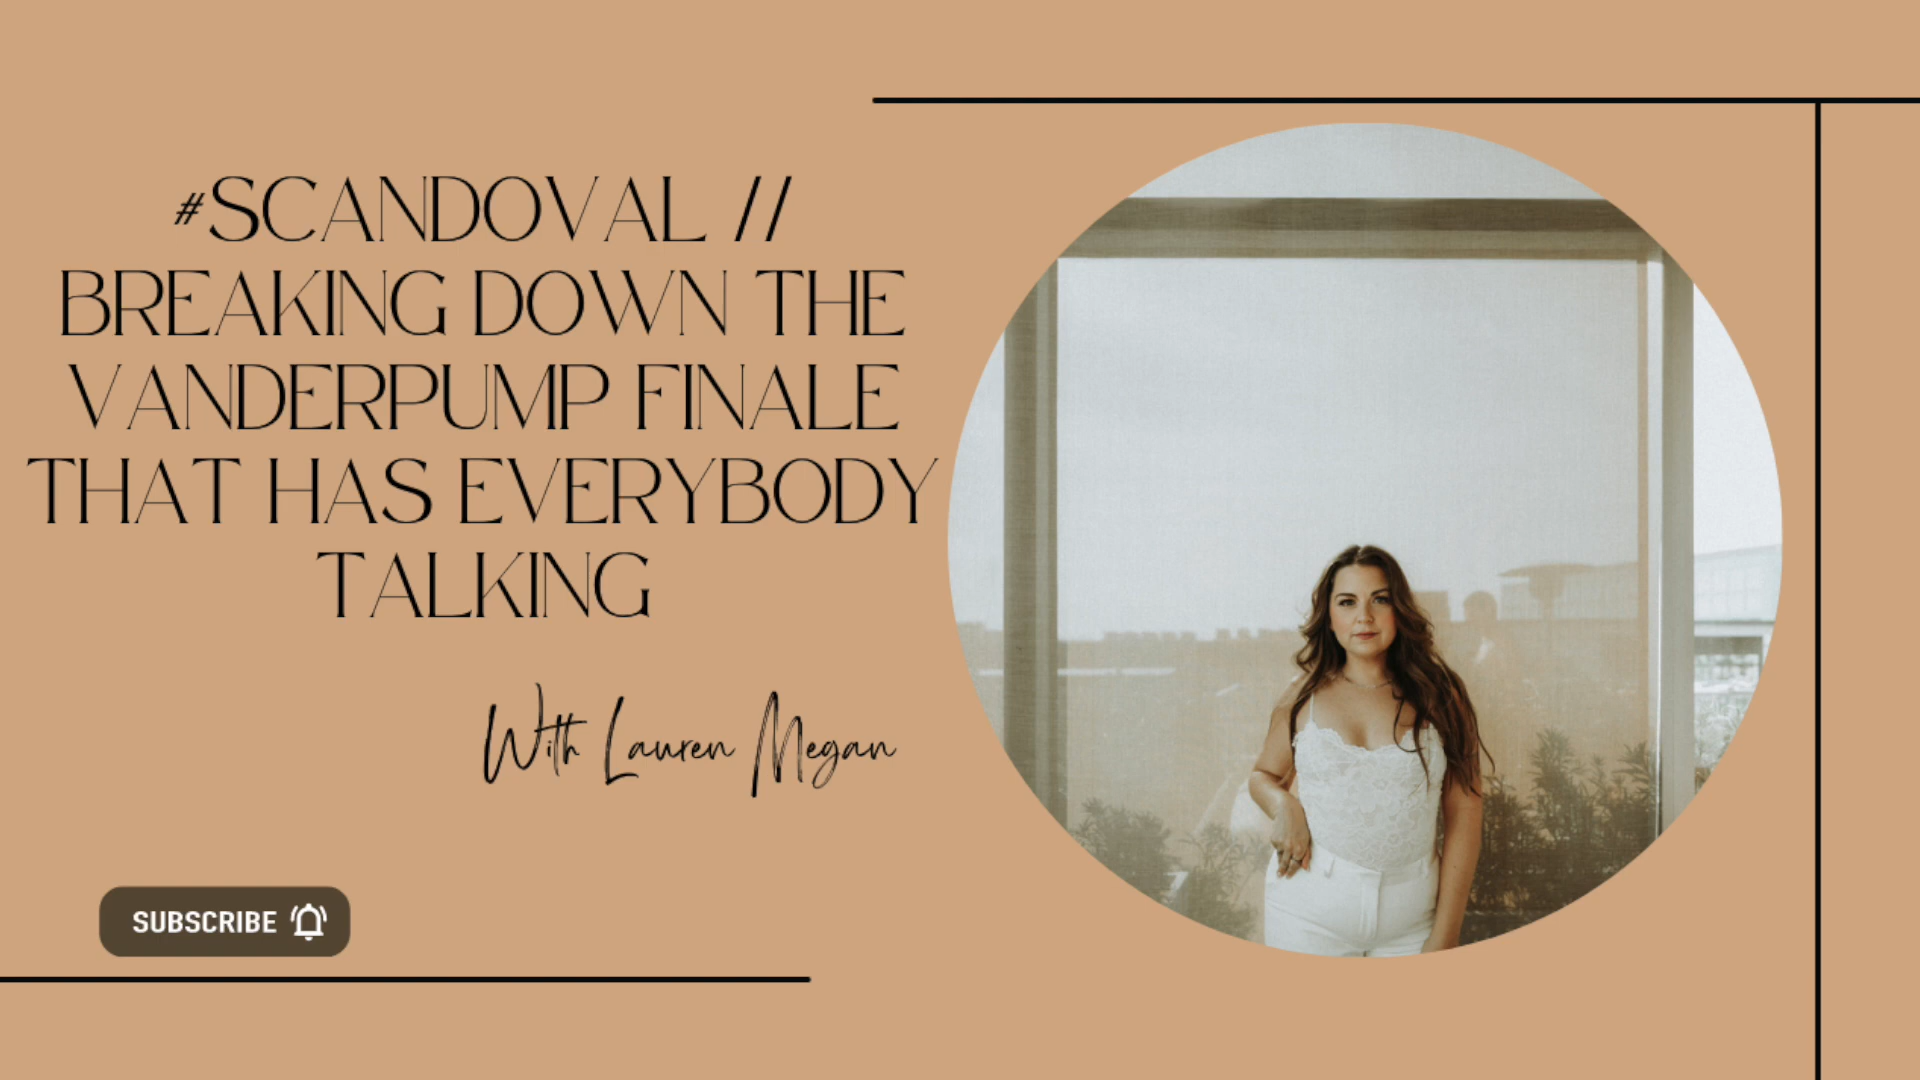 #SCANDOVAL //
BREAKING DOWN THE
VANDERPUMP FINALE
THAT HAS EVERYBODY
TALKING
With Lauren Megan
SUBSCRIBE